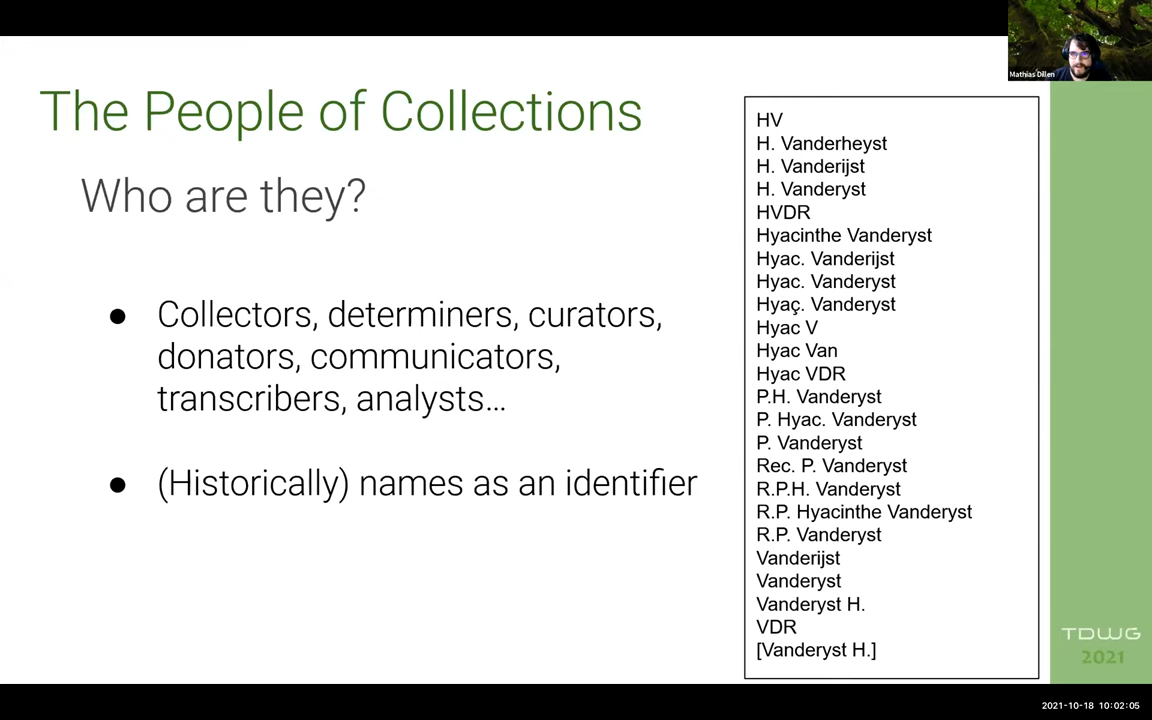 Mathias Dillen
The People of Collections
Who are they?
● Collectors, determiners, curators,
donators, communicators,
transcribers, analysts...
● (Historically) names as an identifier
HV
H. Vanderheyst
H. Vanderijst
H. Vanderyst
HVDR
Hyacinthe Vanderyst
Hyac. Vanderijst
Hyac. Vanderyst
Hyaç. Vanderyst
Hyac V
Hyac Van
Hyac VDR
P.H. Vanderyst
P. Hyac. Vanderyst
P. Vanderyst
Rec. P. Vanderyst
R.P.H. Vanderyst
R.P. Hyacinthe Vanderyst
R.P. Vanderyst
Vanderijst
Vanderyst
Vanderyst H.
VDR
[Vanderyst H.]
TDWG
2021
2021-10-18 10:02:05